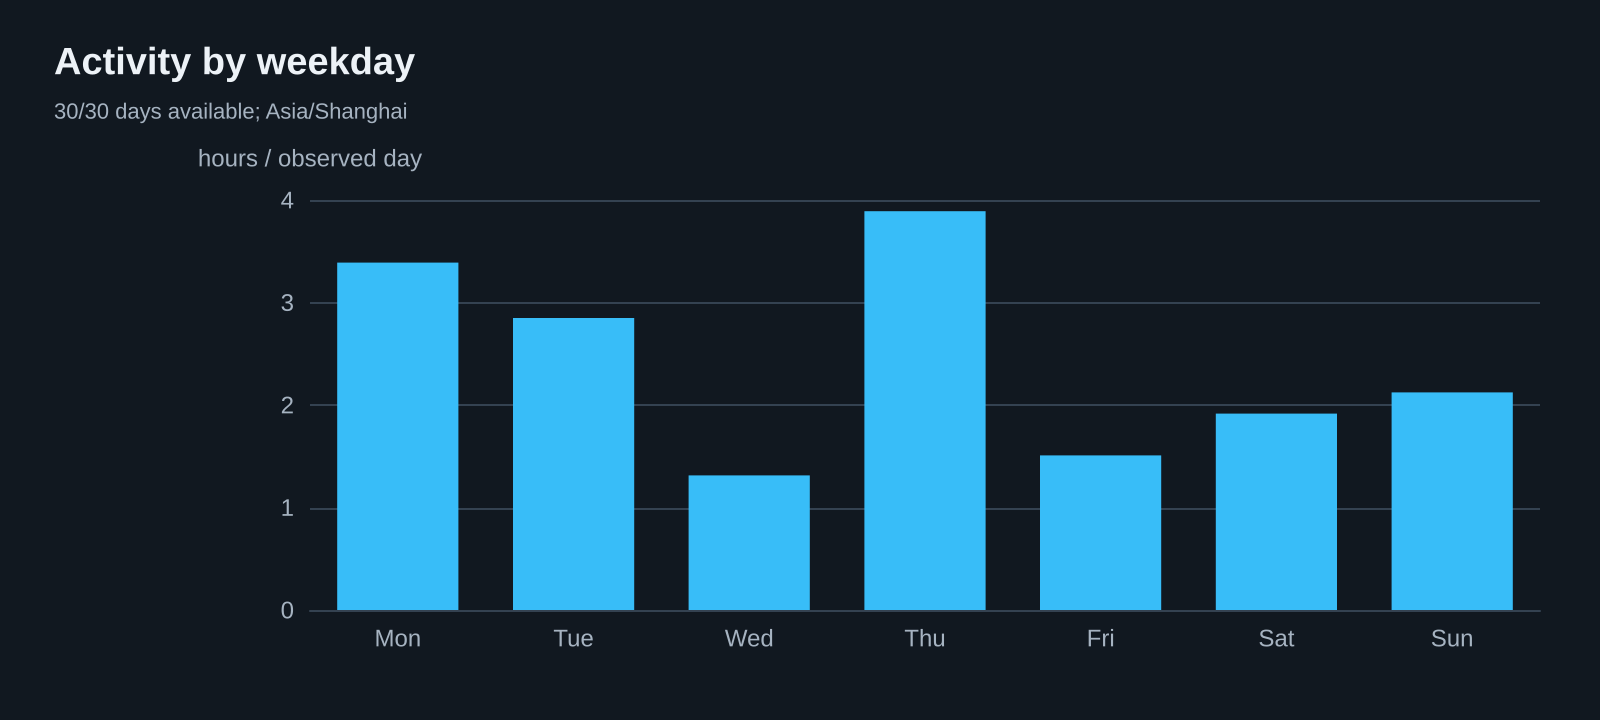 Activity by weekday
30/30 days available; Asia/Shanghai
hours / observed day
4
3
2
1
0
Mon Tue Wed Thu Fri Sat Sun